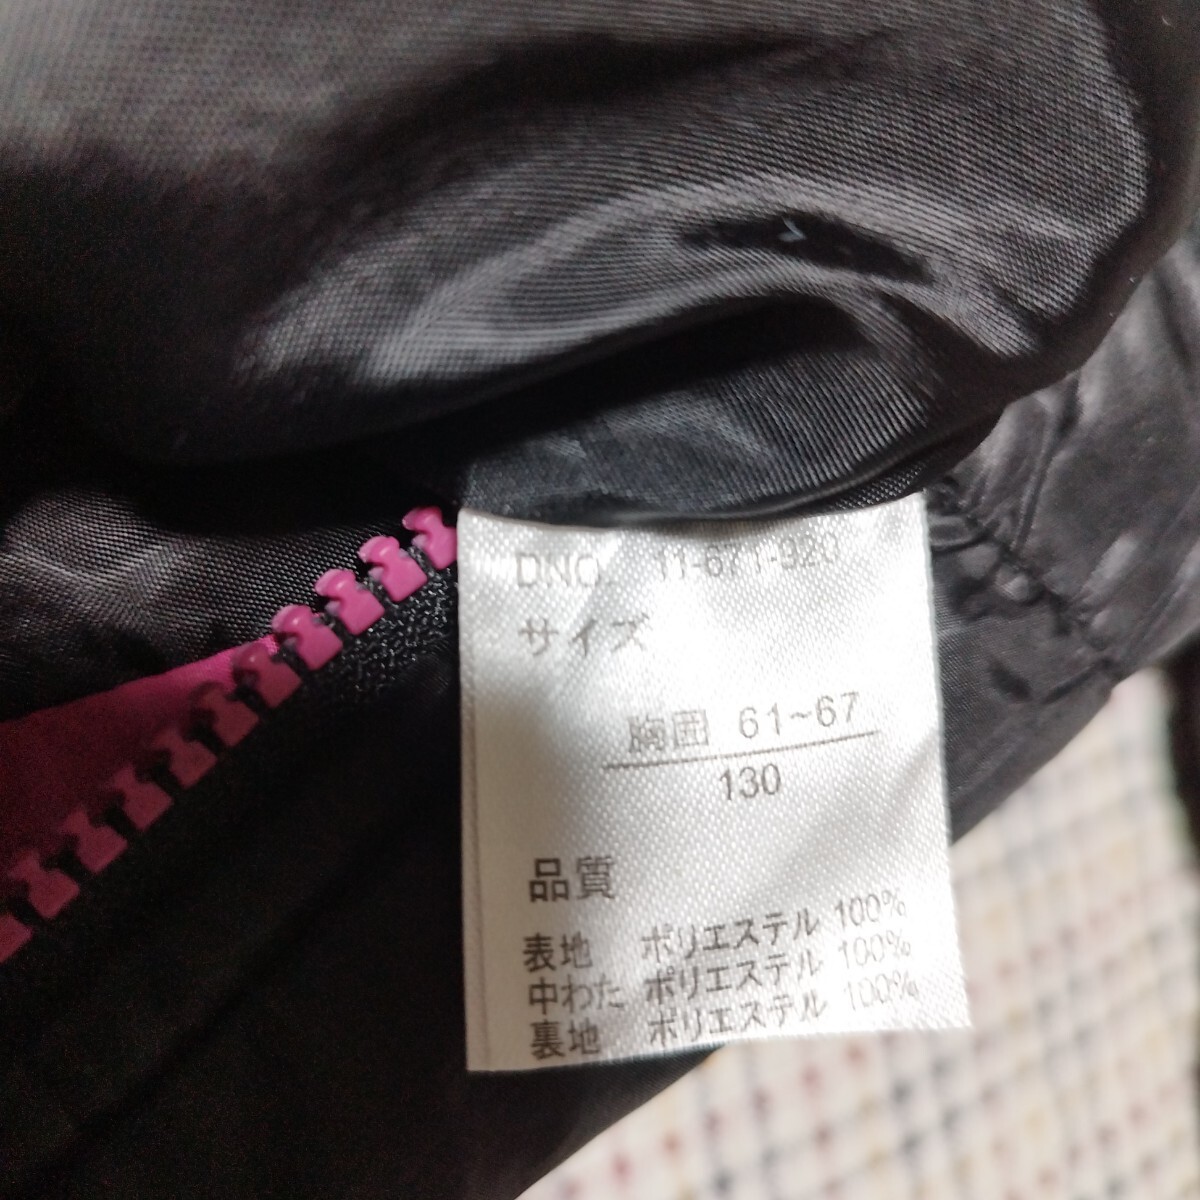 DNO. 11-671-920
サイズ
胸囲 61~67
130
品質
表地 ポリエステル 100%
中わた ポリエステル 100%
裏地 ポリエステル 100%